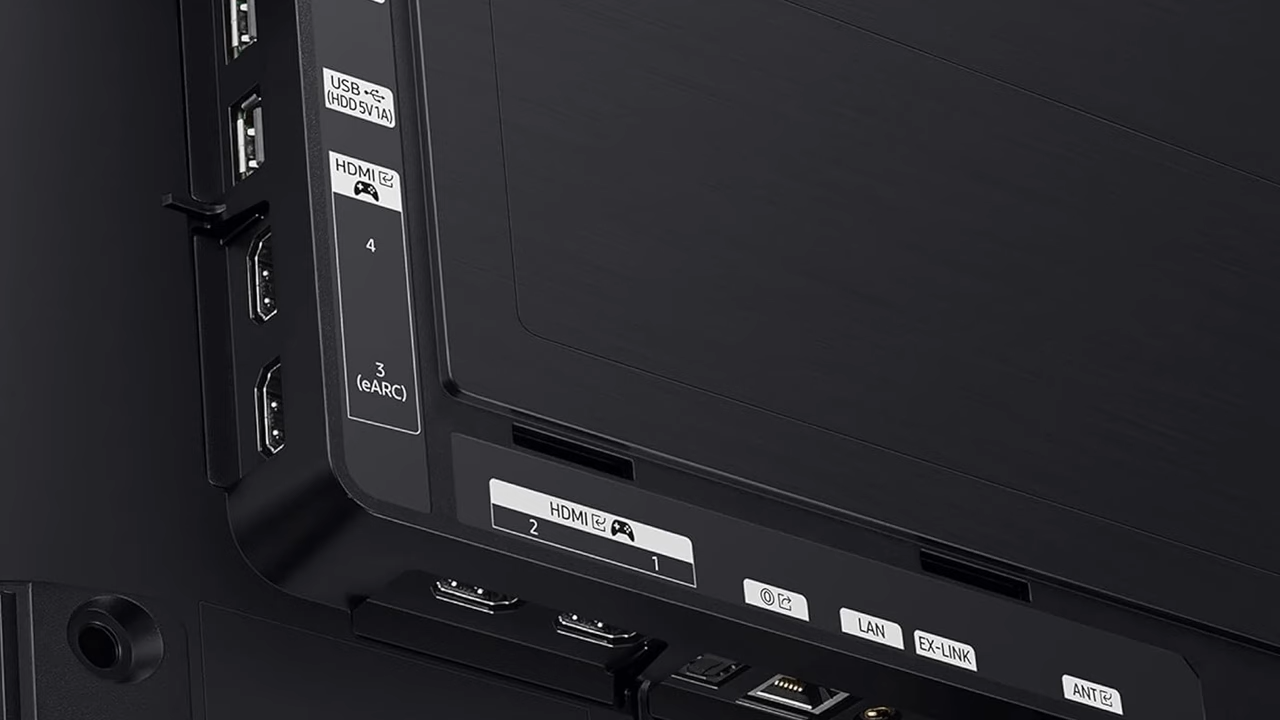 USB
(HDD 5V 1A)
HDMI
4
3
(eARC)
HDMI
2
1
LAN
EX-LINK
ANT